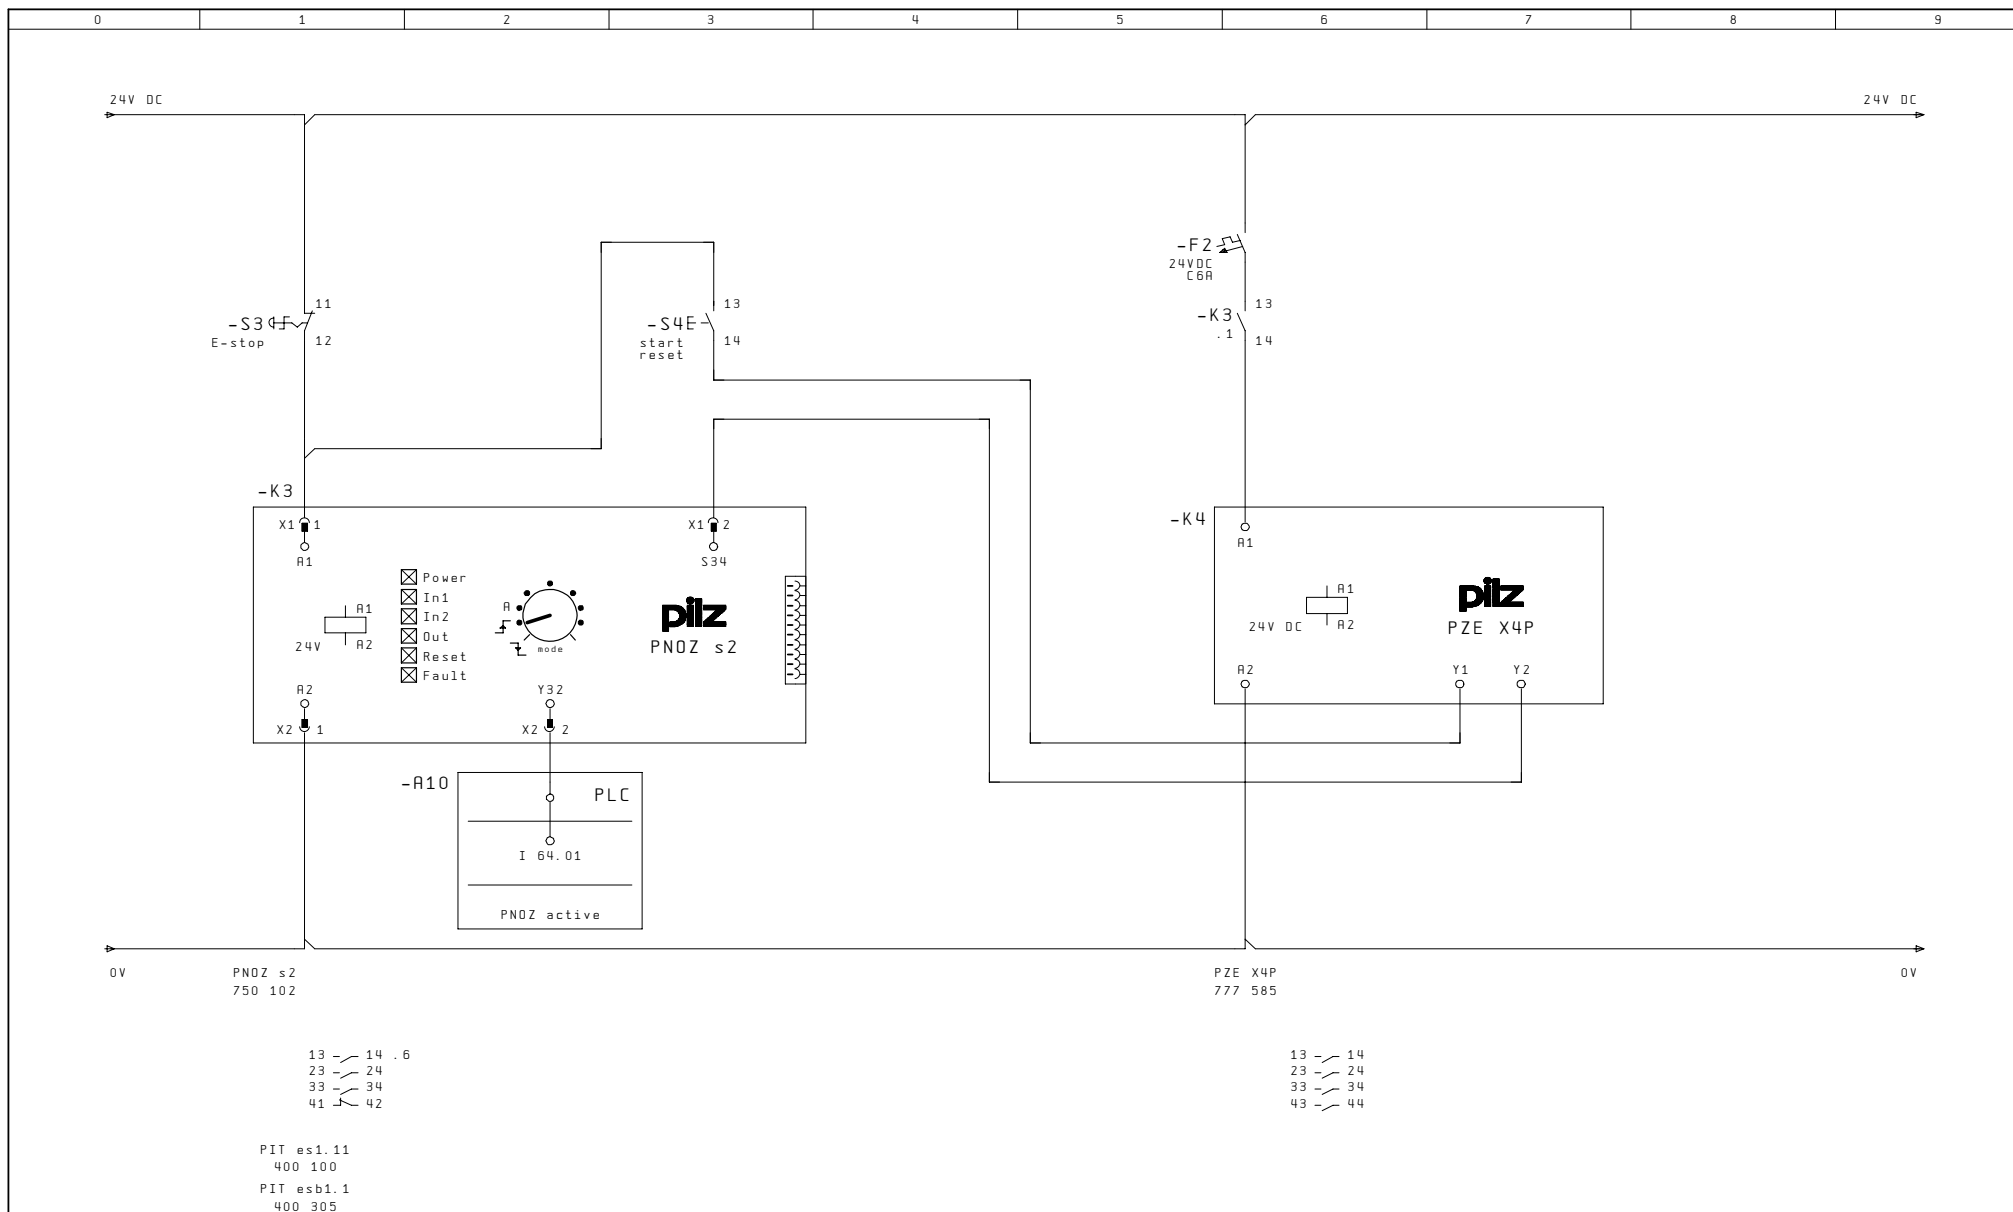 0 1 2 3 4 5 6 7 8 9
24V DC 24V DC
-F2
24VDC
C6A
11
-S3
E-stop
12
13
-S4
start
reset
14
13
-K3
.1
14
-K3
X1 1
A1
X1 2
S34
Power
In1
In2
Out
Reset
Fault
A1
24V
A2
A
mode
pilz
PNOZ s2
A2
X2 1
Y32
X2 2
-K4
A1
A1
24V DC
A2
pilz
PZE X4P
A2
Y1
Y2
-A10
PLC
I 64.01
PNOZ active
0V 0V
PNOZ s2
750 102
PZE X4P
777 585
13 14 .6
23 24
33 34
41 42
13 14
23 24
33 34
43 44
PIT es1.11
400 100
PIT esb1.1
400 305